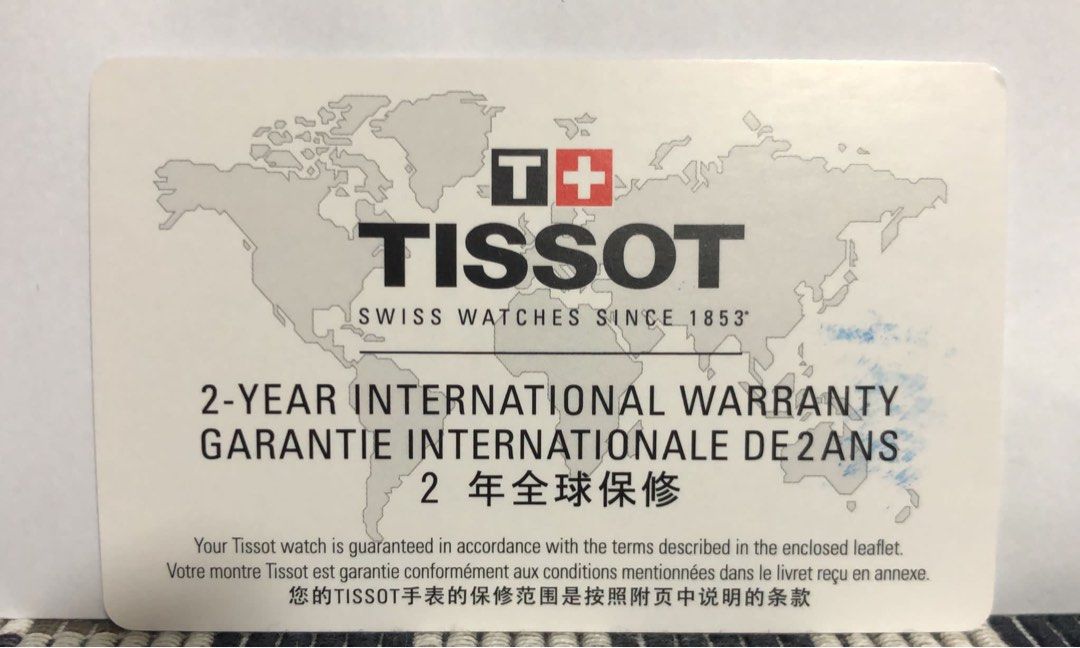 T+
TISSOT
SWISS WATCHES SINCE 1853*
2-YEAR INTERNATIONAL WARRANTY
GARANTIE INTERNATIONALE DE 2 ANS
2 年全球保修
Your Tissot watch is guaranteed in accordance with the terms described in the enclosed leaflet.
Votre montre Tissot est garantie conformément aux conditions mentionnées dans le livret reçu en annexe.
您的TISSOT手表的保修范围是按照附页中说明的条款